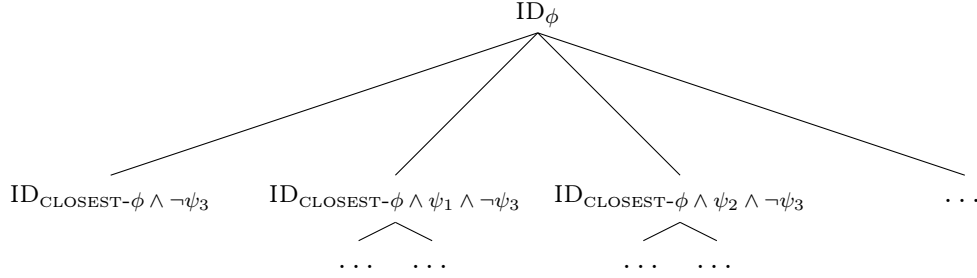 ID_ϕ
ID_CLOSEST-ϕ ∧ ¬ψ_3 ID_CLOSEST-ϕ ∧ ψ_1 ∧ ¬ψ_3 ID_CLOSEST-ϕ ∧ ψ_2 ∧ ¬ψ_3 ...
... ... ... ...